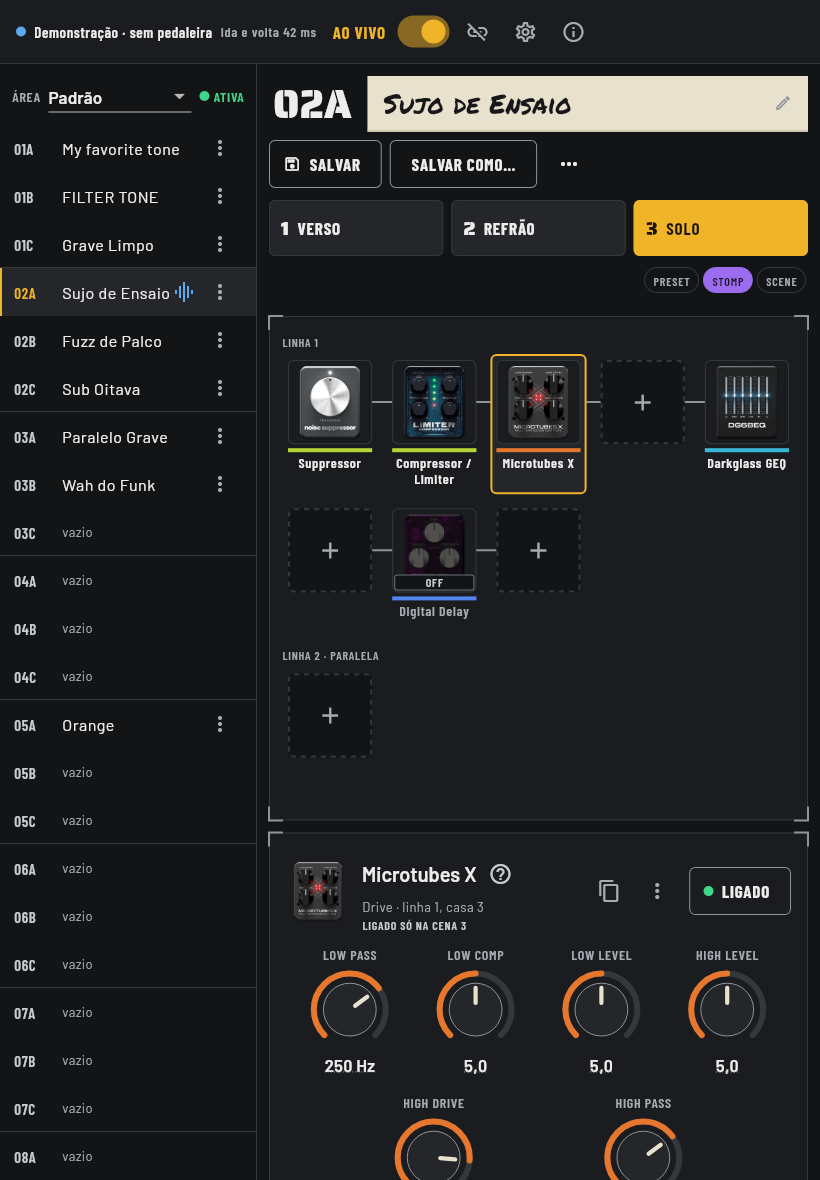 Demonstração · sem pedaleira Ida e volta 42 ms AO VIVO
ÁREA Padrão ATIVA
01A My favorite tone
01B FILTER TONE
01C Grave Limpo
02A Sujo de Ensaio
02B Fuzz de Palco
02C Sub Oitava
03A Paralelo Grave
03B Wah do Funk
03C vazio
04A vazio
04B vazio
04C vazio
05A Orange
05B vazio
05C vazio
06A vazio
06B vazio
06C vazio
07A vazio
07B vazio
07C vazio
08A vazio
02A Sujo de Ensaio
SALVAR SALVAR COMO... •••
1 VERSO 2 REFRÃO 3 SOLO
PRESET STOMP SCENE
LINHA 1
noise suppressor LIMITER COMPRESSOR MICROTUBES X DG6BEQ
Suppressor Compressor / Limiter Microtubes X Darkglass GEQ
OFF
Digital Delay
LINHA 2 · PARALELA
Microtubes X
Drive · linha 1, casa 3
LIGADO SÓ NA CENA 3
LIGADO
LOW PASS LOW COMP LOW LEVEL HIGH LEVEL
250 Hz 5,0 5,0 5,0
HIGH DRIVE HIGH PASS